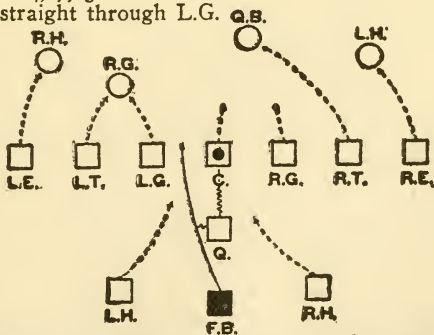 straight through L.G.
R.H. Q.B. L.H.
R.G.
L.E. L.T. L.G. C. R.G. R.T. R.E.
Q.
L.H. R.H.
F.B.